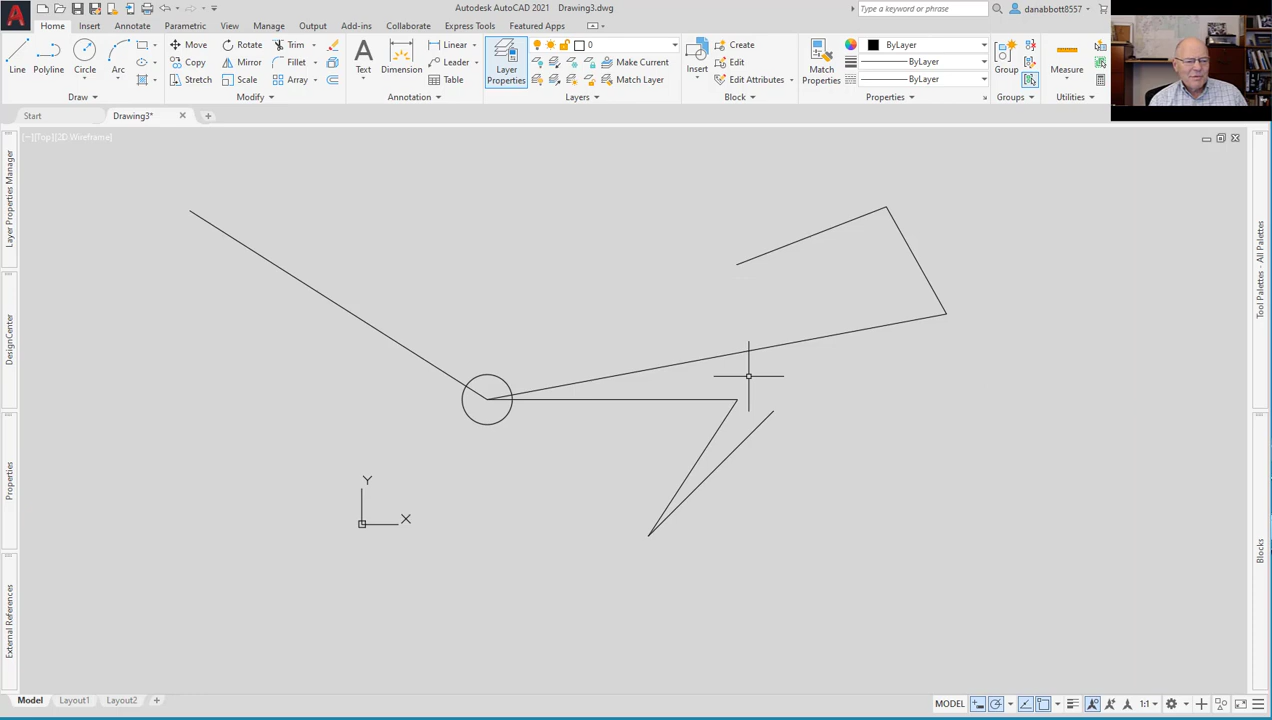 Autodesk AutoCAD 2021 Drawing3.dwg
Type a keyword or phrase
danabbott8557
Home Insert Annotate Parametric View Manage Output Add-ins Collaborate Express Tools Featured Apps
Line Polyline Circle Arc
Move Rotate Trim
Copy Mirror Fillet
Stretch Scale Array
Text Dimension
Linear
Leader
Table
Layer Properties
0
Make Current
Match Layer
Insert
Create
Edit
Edit Attributes
Match Properties
ByLayer
ByLayer
ByLayer
Group
Measure
Draw Modify Annotation Layers Block Properties Groups Utilities
Start Drawing3*
[−][Top][2D Wireframe]
Layer Properties Manager
DesignCenter
Properties
External References
Tool Palettes - All Palettes
Blocks
Y
X
Model Layout1 Layout2
MODEL
1:1